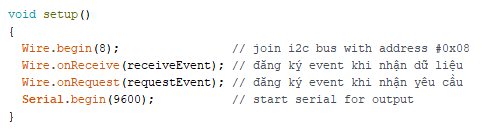 void setup()
{
Wire.begin(8); // join i2c bus with address #0x08
Wire.onReceive(receiveEvent); // đăng ký event khi nhận dữ liệu
Wire.onRequest(requestEvent); // đăng ký event khi nhận yêu cầu
Serial.begin(9600); // start serial for output
}